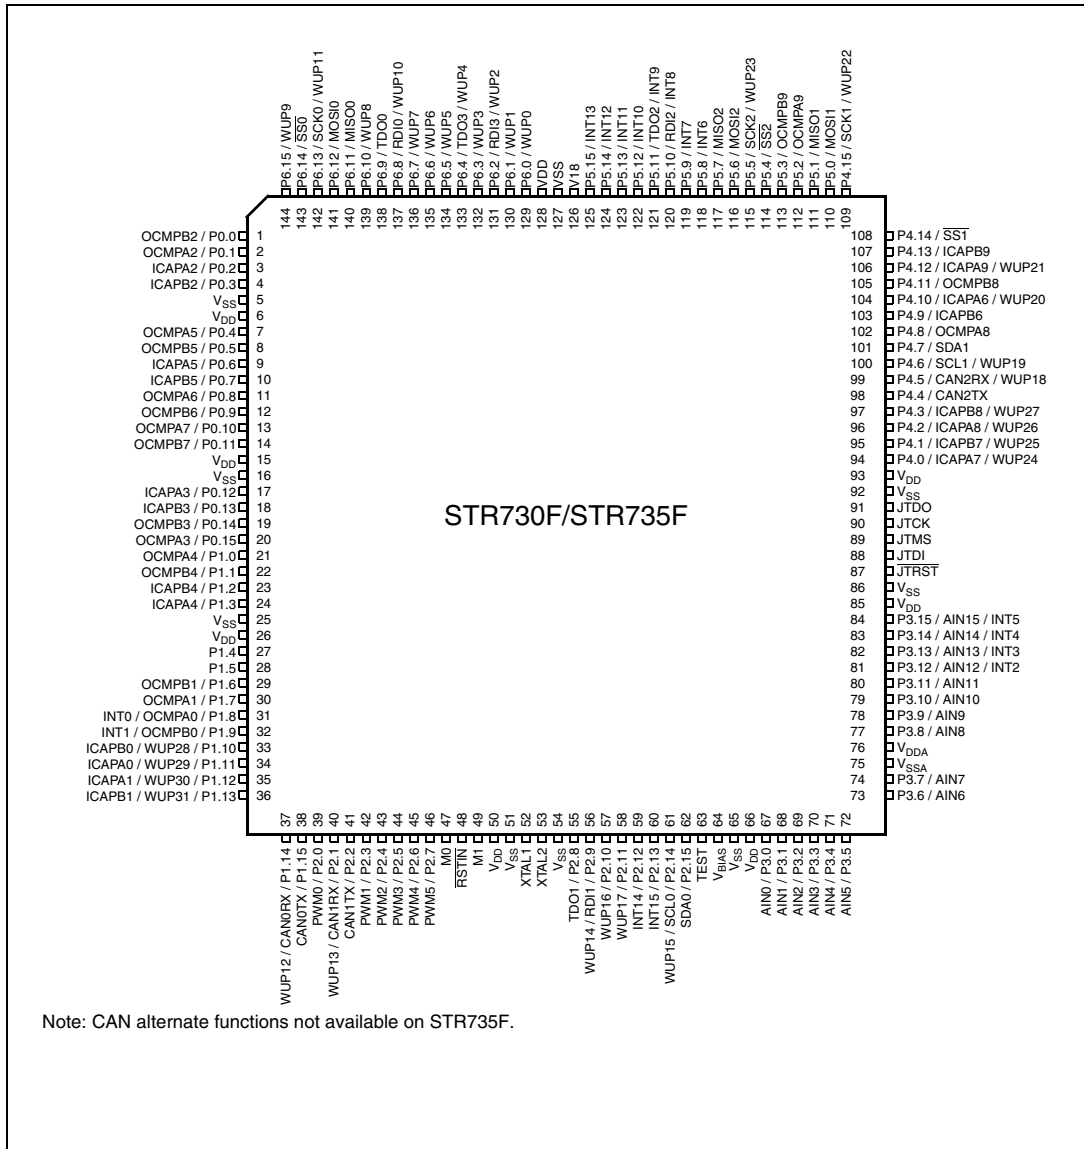 P6.15 / WUP9
P6.14 / SS0
P6.13 / SCK0 / WUP11
P6.12 / MOSI0
P6.11 / MISO0
P6.10 / WUP8
P6.9 / TDO0
P6.8 / RDI0 / WUP10
P6.7 / WUP7
P6.6 / WUP6
P6.5 / WUP5
P6.4 / TDO3 / WUP4
P6.3 / WUP3
P6.2 / RDI3 / WUP2
P6.1 / WUP1
P6.0 / WUP0
VDD
VSS
V18
P5.15 / INT13
P5.14 / INT12
P5.13 / INT11
P5.12 / INT10
P5.11 / TDO2 / INT9
P5.10 / RDI2 / INT8
P5.9 / INT7
P5.8 / INT6
P5.7 / MISO2
P5.6 / MOSI2
P5.5 / SCK2 / WUP23
P5.4 / SS2
P5.3 / OCMPB9
P5.2 / OCMPA9
P5.1 / MISO1
P5.0 / MOSI1
P4.15 / SCK1 / WUP22
144 143 142 141 140 139 138 137 136 135 134 133 132 131 130 129 128 127 126 125 124 123 122 121 120 119 118 117 116 115 114 113 112 111 110 109
OCMPB2 / P0.0 1
OCMPA2 / P0.1 2
ICAPA2 / P0.2 3
ICAPB2 / P0.3 4
VSS 5
VDD 6
OCMPA5 / P0.4 7
OCMPB5 / P0.5 8
ICAPA5 / P0.6 9
ICAPB5 / P0.7 10
OCMPA6 / P0.8 11
OCMPB6 / P0.9 12
OCMPA7 / P0.10 13
OCMPB7 / P0.11 14
VDD 15
VSS 16
ICAPA3 / P0.12 17
ICAPB3 / P0.13 18
OCMPB3 / P0.14 19
OCMPA3 / P0.15 20
OCMPA4 / P1.0 21
OCMPB4 / P1.1 22
ICAPB4 / P1.2 23
ICAPA4 / P1.3 24
VSS 25
VDD 26
P1.4 27
P1.5 28
OCMPB1 / P1.6 29
OCMPA1 / P1.7 30
INT0 / OCMPA0 / P1.8 31
INT1 / OCMPB0 / P1.9 32
ICAPB0 / WUP28 / P1.10 33
ICAPA0 / WUP29 / P1.11 34
ICAPA1 / WUP30 / P1.12 35
ICAPB1 / WUP31 / P1.13 36
STR730F/STR735F
108 P4.14 / SS1
107 P4.13 / ICAPB9
106 P4.12 / ICAPA9 / WUP21
105 P4.11 / OCMPB8
104 P4.10 / ICAPA6 / WUP20
103 P4.9 / ICAPB6
102 P4.8 / OCMPA8
101 P4.7 / SDA1
100 P4.6 / SCL1 / WUP19
99 P4.5 / CAN2RX / WUP18
98 P4.4 / CAN2TX
97 P4.3 / ICAPB8 / WUP27
96 P4.2 / ICAPA8 / WUP26
95 P4.1 / ICAPB7 / WUP25
94 P4.0 / ICAPA7 / WUP24
93 VDD
92 VSS
91 JTDO
90 JTCK
89 JTMS
88 JTDI
87 JTRST
86 VSS
85 VDD
84 P3.15 / AIN15 / INT5
83 P3.14 / AIN14 / INT4
82 P3.13 / AIN13 / INT3
81 P3.12 / AIN12 / INT2
80 P3.11 / AIN11
79 P3.10 / AIN10
78 P3.9 / AIN9
77 P3.8 / AIN8
76 VDDA
75 VSSA
74 P3.7 / AIN7
73 P3.6 / AIN6
37 38 39 40 41 42 43 44 45 46 47 48 49 50 51 52 53 54 55 56 57 58 59 60 61 62 63 64 65 66 67 68 69 70 71 72
WUP12 / CAN0RX / P1.14
CAN0TX / P1.15
PWM0 / P2.0
WUP13 / CAN1RX / P2.1
CAN1TX / P2.2
PWM1 / P2.3
PWM2 / P2.4
PWM3 / P2.5
PWM4 / P2.6
PWM5 / P2.7
M0
RSTIN
M1
VDD
VSS
XTAL1
XTAL2
VSS
TDO1 / P2.8
WUP14 / RDI1 / P2.9
WUP16 / P2.10
WUP17 / P2.11
INT14 / P2.12
INT15 / P2.13
WUP15 / SCL0 / P2.14
SDA0 / P2.15
TEST
VBIAS
VSS
VDD
AIN0 / P3.0
AIN1 / P3.1
AIN2 / P3.2
AIN3 / P3.3
AIN4 / P3.4
AIN5 / P3.5
Note: CAN alternate functions not available on STR735F.